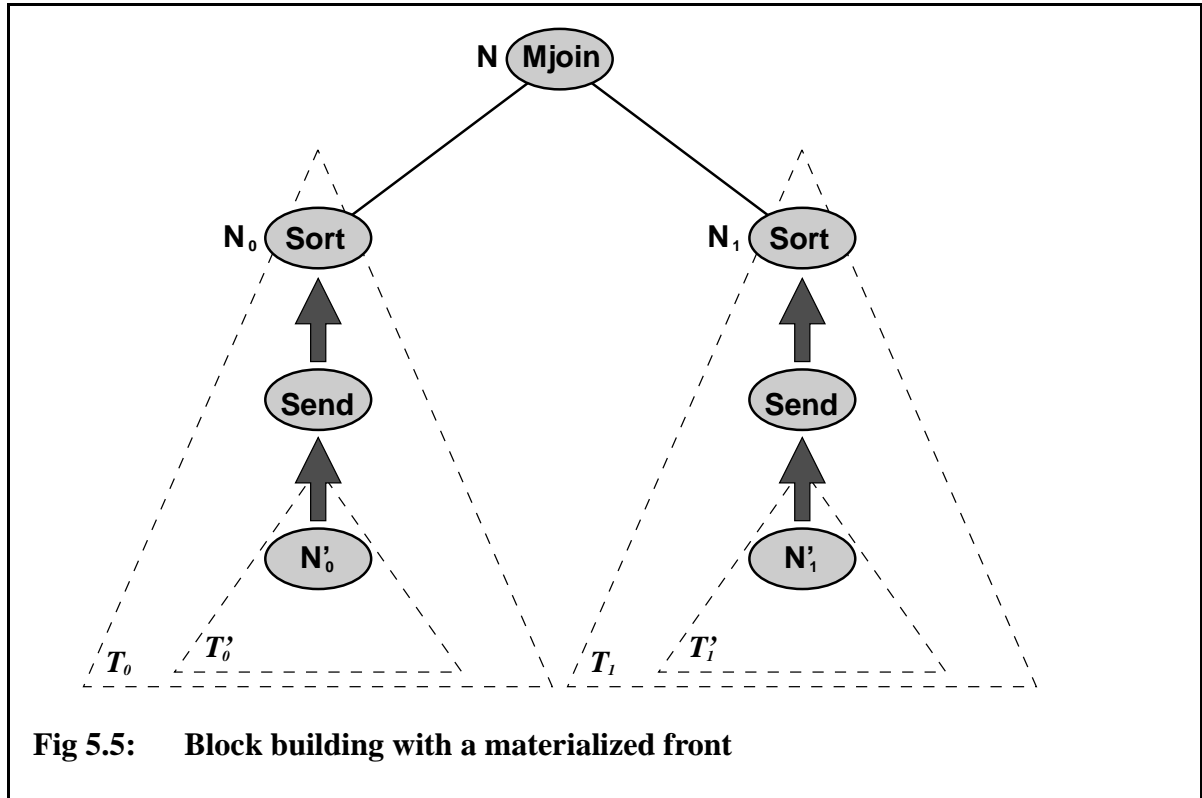 N Mjoin
N₀ Sort
N₁ Sort
Send
Send
N'₀
N'₁
T₀
T'₀
T₁
T'₁
Fig 5.5: Block building with a materialized front